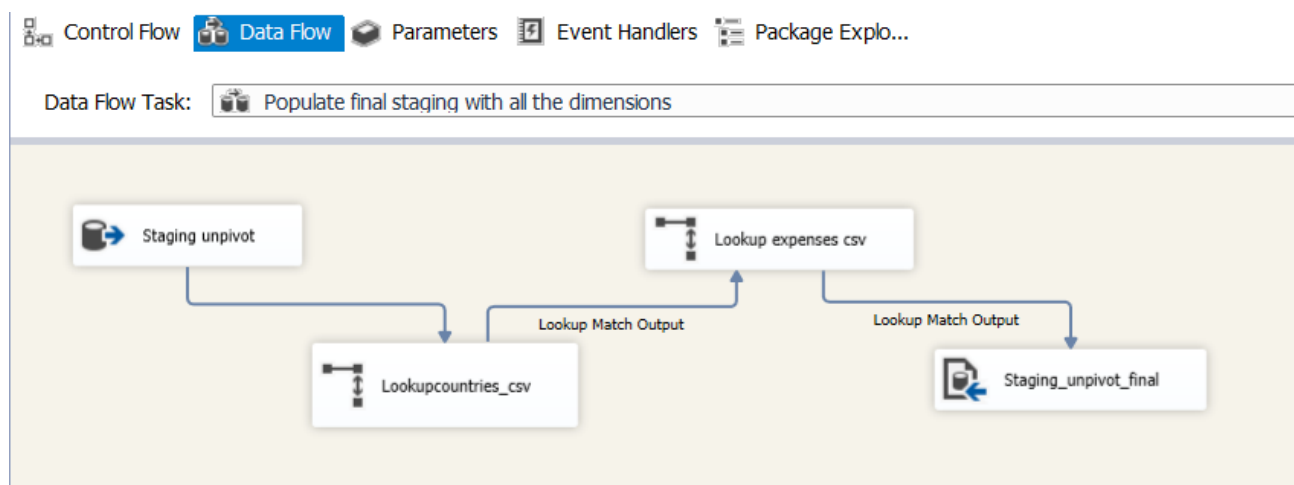 Control Flow Data Flow Parameters Event Handlers Package Explo...
Data Flow Task: Populate final staging with all the dimensions
Staging unpivot
Lookup expenses csv
Lookup Match Output
Lookup Match Output
Lookupcountries_csv
Staging_unpivot_final